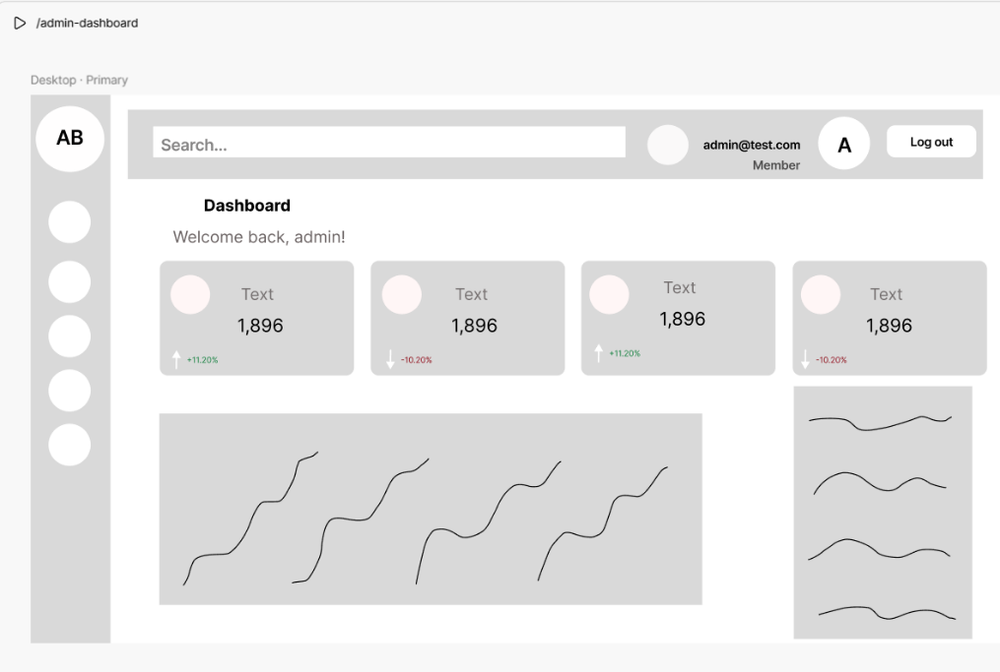 /admin-dashboard
Desktop · Primary
AB
Search...
admin@test.com
Member
A
Log out
Dashboard
Welcome back, admin!
Text
1,896
+11.20%
Text
1,896
-10.20%
Text
1,896
+11.20%
Text
1,896
-10.20%